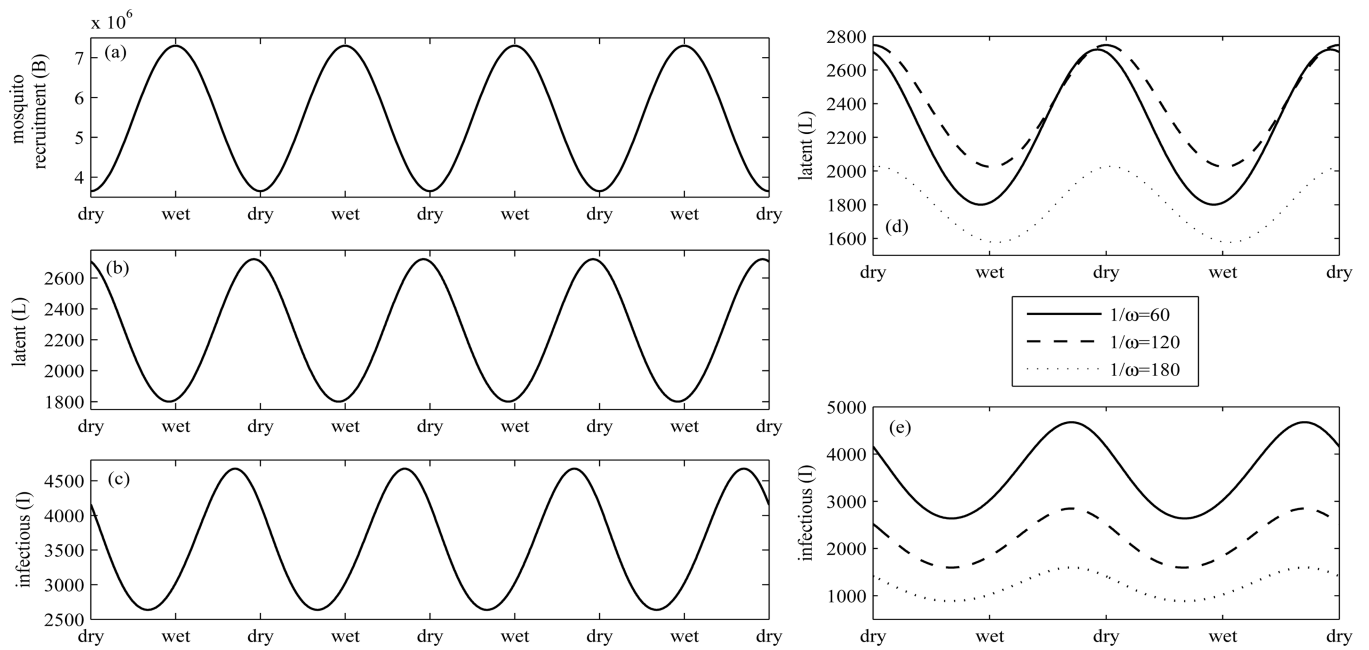 x 10^6
(a)
mosquito
recruitment (B)
7
6
5
4
dry wet dry wet dry wet dry wet dry
(b)
latent (L)
2600
2400
2200
2000
1800
dry wet dry wet dry wet dry wet dry
(c)
infectious (I)
4500
4000
3500
3000
2500
dry wet dry wet dry wet dry wet dry
(d)
latent (L)
2800
2600
2400
2200
2000
1800
1600
dry wet dry wet dry
1/ω=60
1/ω=120
1/ω=180
(e)
infectious (I)
5000
4000
3000
2000
1000
dry wet dry wet dry